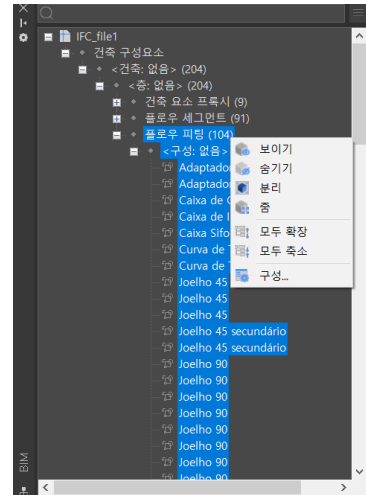 IFC_file1
건축 구성요소
<건축: 없음> (204)
<층: 없음> (204)
건축 요소 프록시 (9)
플로우 세그먼트 (91)
플로우 피팅 (104)
<구성: 없음>
Adaptado
Adaptado
Caixa de
Caixa de
Caixa Sifo
Curva de
Curva de
Joelho 45
Joelho 45
Joelho 45
Joelho 45 secundário
Joelho 45 secundário
Joelho 90
Joelho 90
Joelho 90
Joelho 90
Joelho 90
Joelho 90
Joelho 90
Joelho 90
보이기
숨기기
분리
줌
모두 확장
모두 축소
구성...
BIM